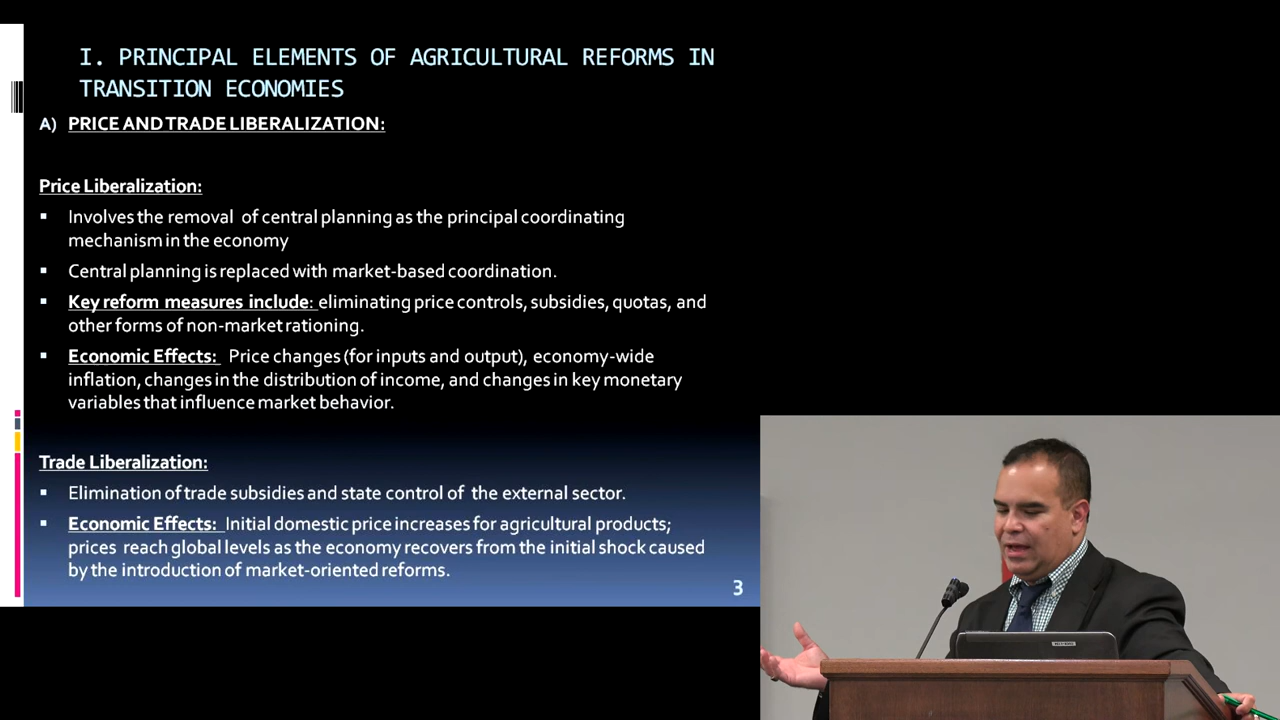 I. PRINCIPAL ELEMENTS OF AGRICULTURAL REFORMS IN
TRANSITION ECONOMIES
A) PRICE AND TRADE LIBERALIZATION:
Price Liberalization:
▪ Involves the removal of central planning as the principal coordinating
mechanism in the economy
▪ Central planning is replaced with market-based coordination.
▪ Key reform measures include: eliminating price controls, subsidies, quotas, and
other forms of non-market rationing.
▪ Economic Effects: Price changes (for inputs and output), economy-wide
inflation, changes in the distribution of income, and changes in key monetary
variables that influence market behavior.
Trade Liberalization:
▪ Elimination of trade subsidies and state control of the external sector.
▪ Economic Effects: Initial domestic price increases for agricultural products;
prices reach global levels as the economy recovers from the initial shock caused
by the introduction of market-oriented reforms.
3